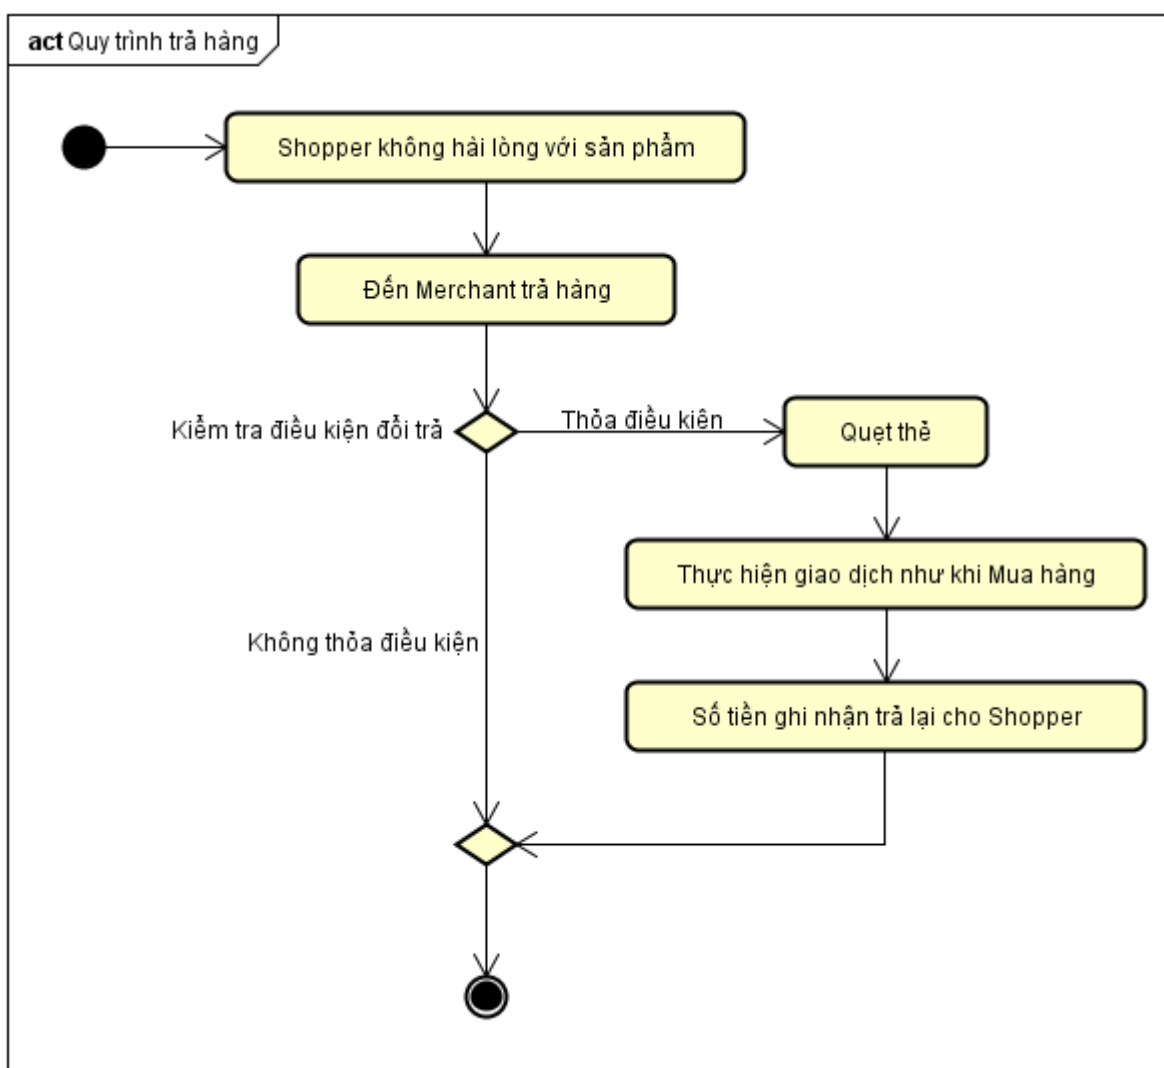 act Quy trình trả hàng
Shopper không hài lòng với sản phẩm
Đến Merchant trả hàng
Kiểm tra điều kiện đổi trả
Thỏa điều kiên
Quẹt thẻ
Thực hiện giao dịch như khi Mua hàng
Không thỏa điều kiện
Số tiền ghi nhận trả lại cho Shopper